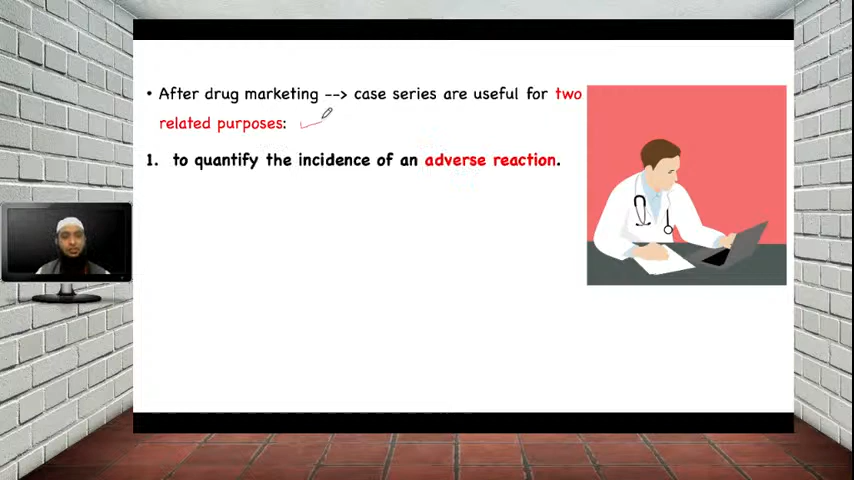 • After drug marketing --> case series are useful for two
related purposes:
1. to quantify the incidence of an adverse reaction.